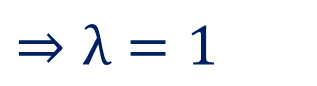 ⇒ λ = 1